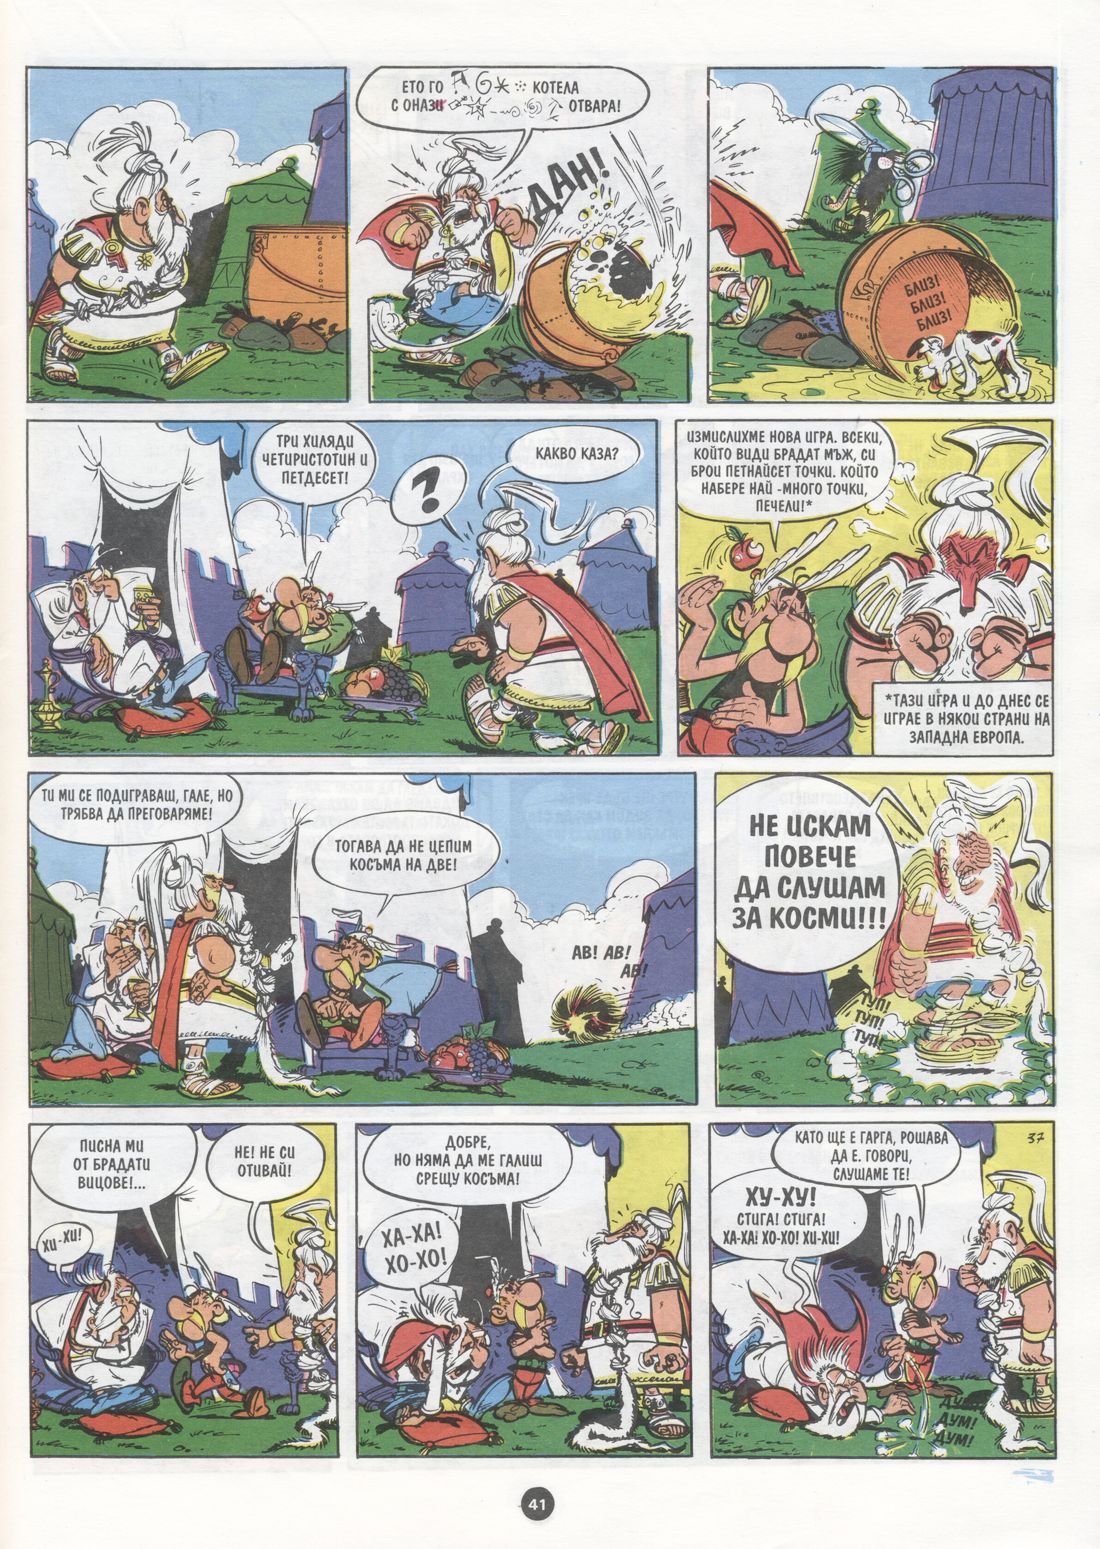 ЕТО ГО КОТЕЛА
С ОНАЗИ ОТВАРА!
ДАН!
БЛИЗ!
БЛИЗ!
БЛИЗ!
ТРИ ХИЛЯДИ
ЧЕТИРИСТОТИН И
ПЕТДЕСЕТ!
?
КАКВО КАЗА?
ИЗМИСЛИХМЕ НОВА ИГРА. ВСЕКИ,
КОЙТО ВИДИ БРАДАТ МЪЖ, СИ
БРОИ ПЕТНАЙСЕТ ТОЧКИ. КОЙТО
НАБЕРЕ НАЙ -МНОГО ТОЧКИ,
ПЕЧЕЛИ!*
*ТАЗИ ИГРА И ДО ДНЕС СЕ
ИГРАЕ В НЯКОИ СТРАНИ НА
ЗАПАДНА ЕВРОПА.
ТИ МИ СЕ ПОДИГРАВАШ, ГАЛЕ, НО
ТРЯБВА ДА ПРЕГОВАРЯМЕ!
ТОГАВА ДА НЕ ЦЕПИМ
КОСЪМА НА ДВЕ!
АВ! АВ!
АВ!
НЕ ИСКАМ
ПОВЕЧЕ
ДА СЛУШАМ
ЗА КОСМИ!!!
ТУП!
ТУП!
ТУП!
ПИСНА МИ
ОТ БРАДАТИ
ВИЦОВЕ!...
НЕ! НЕ СИ
ОТИВАЙ!
ХИ-ХИ!
ДОБРЕ,
НО НЯМА ДА МЕ ГАЛИШ
СРЕЩУ КОСЪМА!
ХА-ХА!
ХО-ХО!
КАТО ЩЕ Е ГАРГА, РОШАВА
ДА Е. ГОВОРИ,
СЛУШАМЕ ТЕ!
37
ХУ-ХУ!
СТИГА! СТИГА!
ХА-ХА! ХО-ХО! ХИ-ХИ!
ДУМ!
ДУМ!
ДУМ!
41